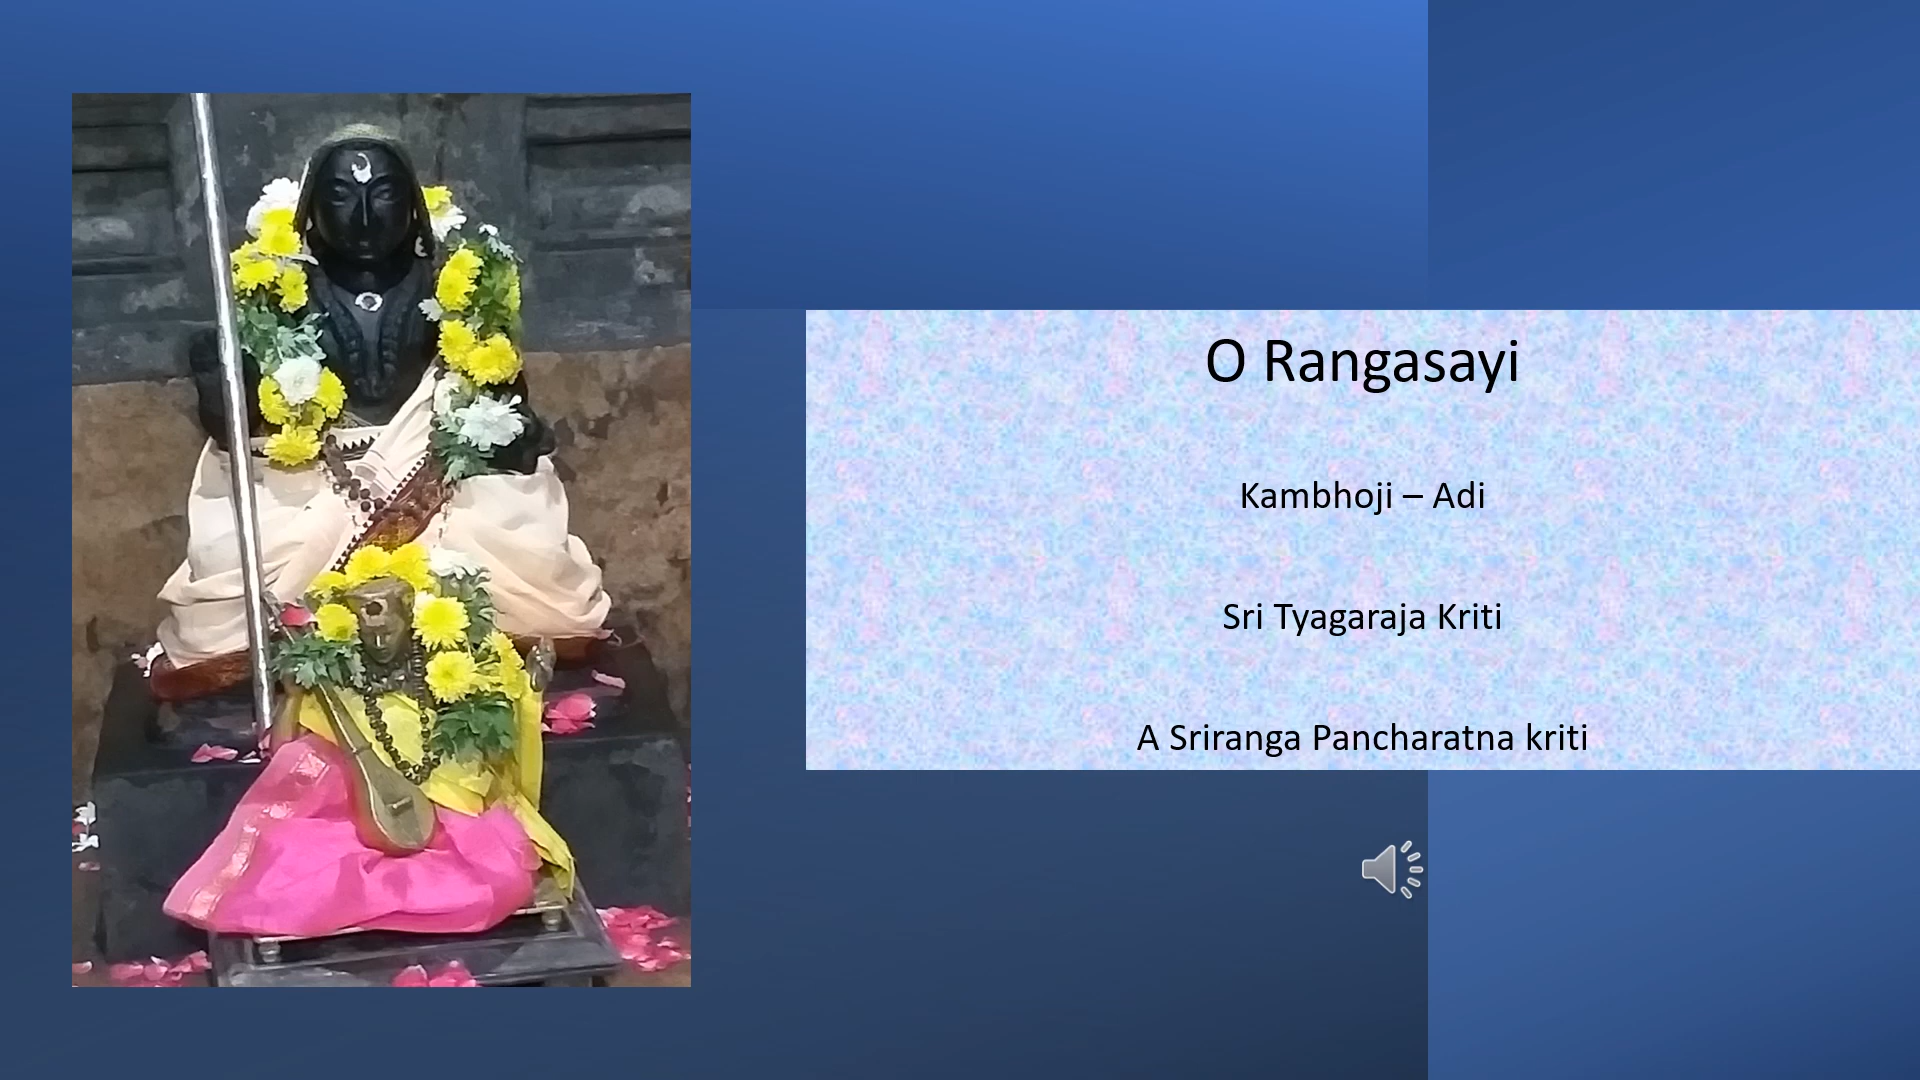 O Rangasayi
Kambhoji – Adi
Sri Tyagaraja Kriti
A Sriranga Pancharatna kriti